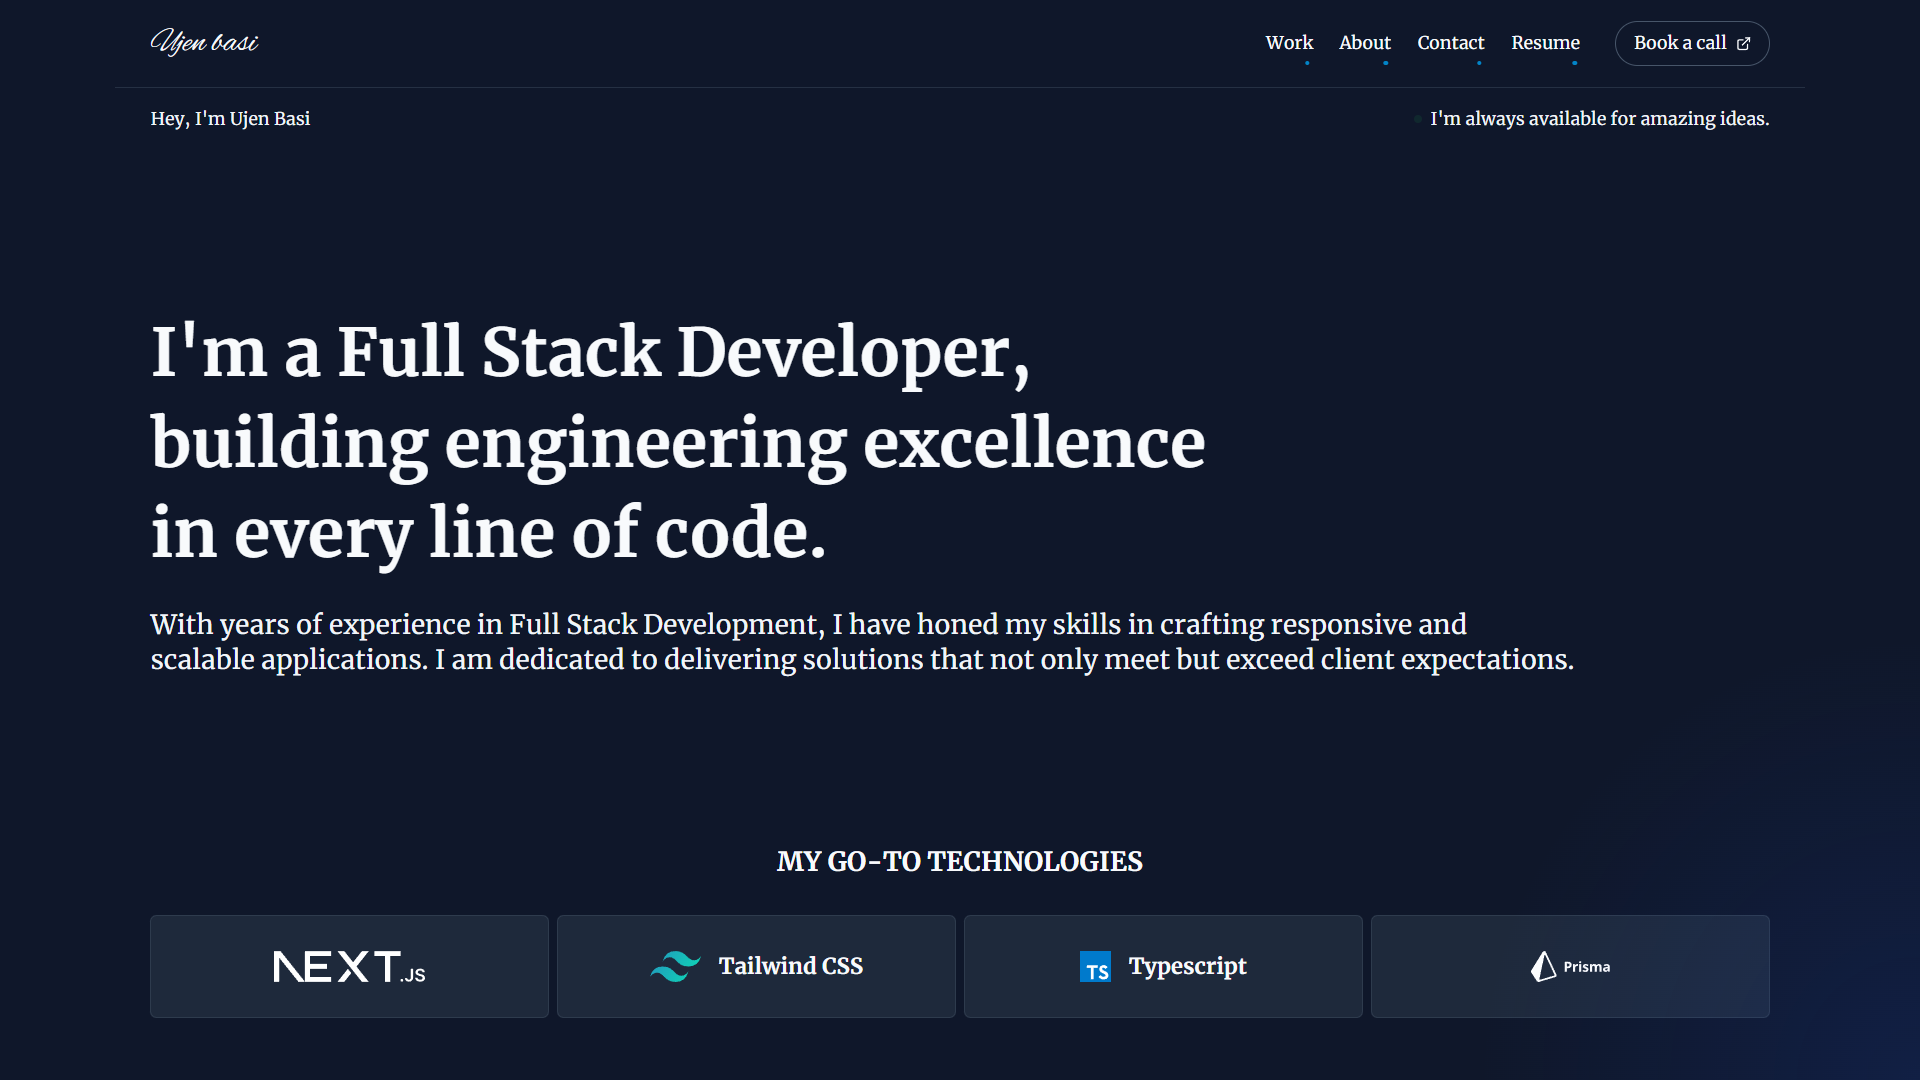 Ujen basi
Work About Contact Resume Book a call
Hey, I'm Ujen Basi
I'm always available for amazing ideas.
I'm a Full Stack Developer,
building engineering excellence
in every line of code.
With years of experience in Full Stack Development, I have honed my skills in crafting responsive and
scalable applications. I am dedicated to delivering solutions that not only meet but exceed client expectations.
MY GO-TO TECHNOLOGIES
NEXT.JS
Tailwind CSS
TS Typescript
Prisma